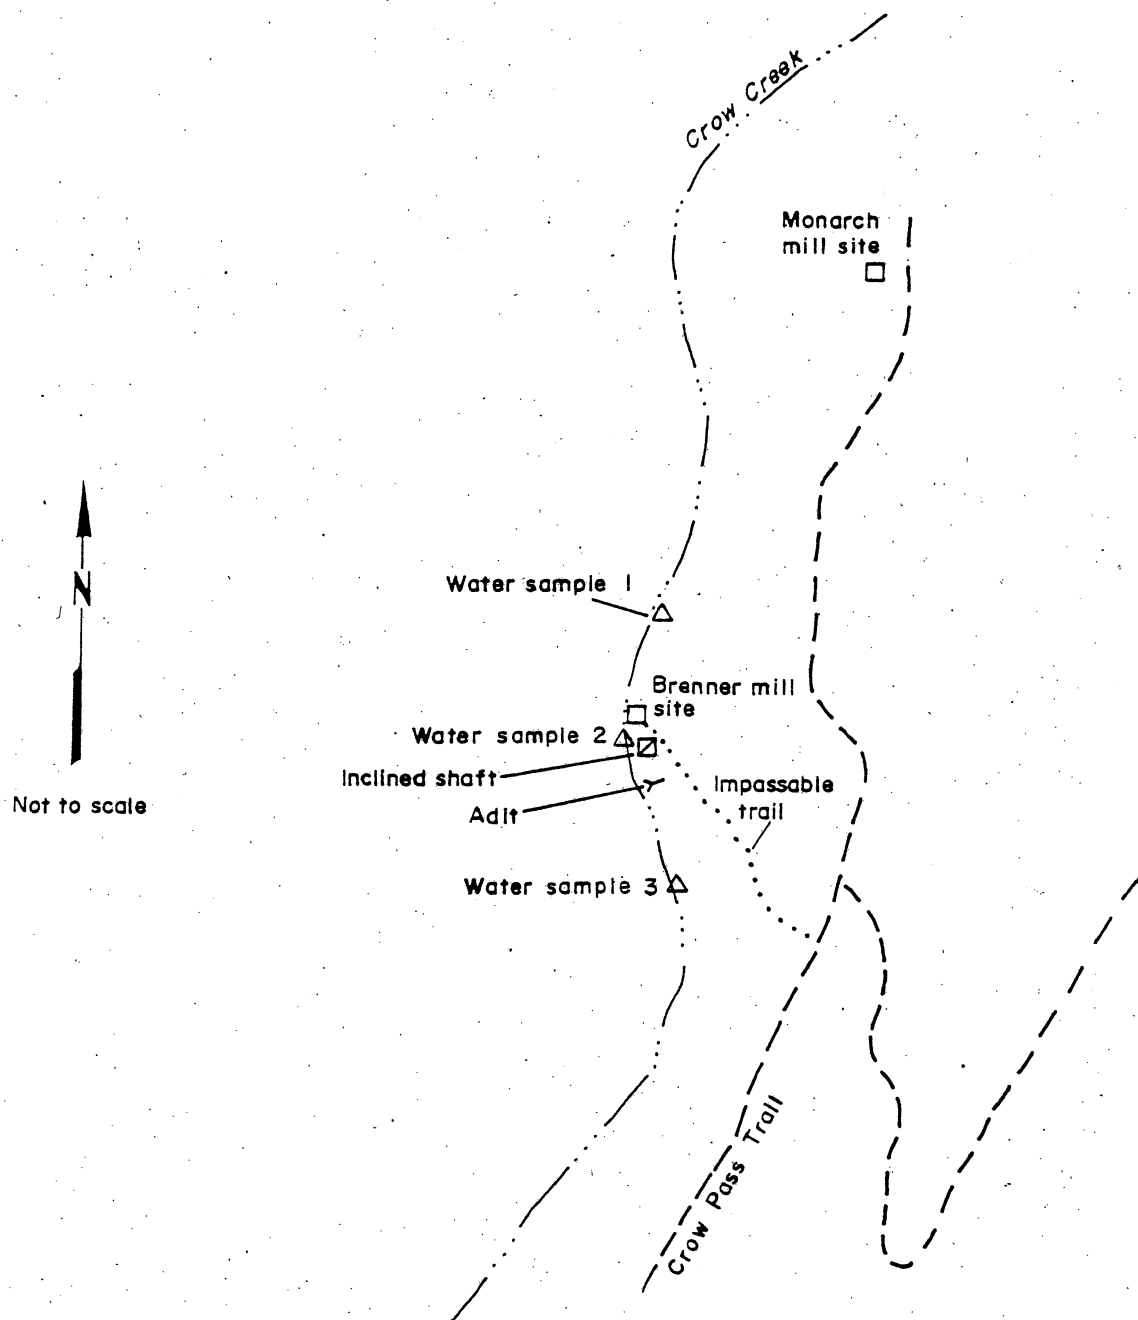 Crow Creek
Monarch
mill site
Water sample 1
N
Brenner mill
site
Water sample 2
Inclined shaft
Impassable
trail
Not to scale
Adit
Water sample 3
Crow Pass Trail